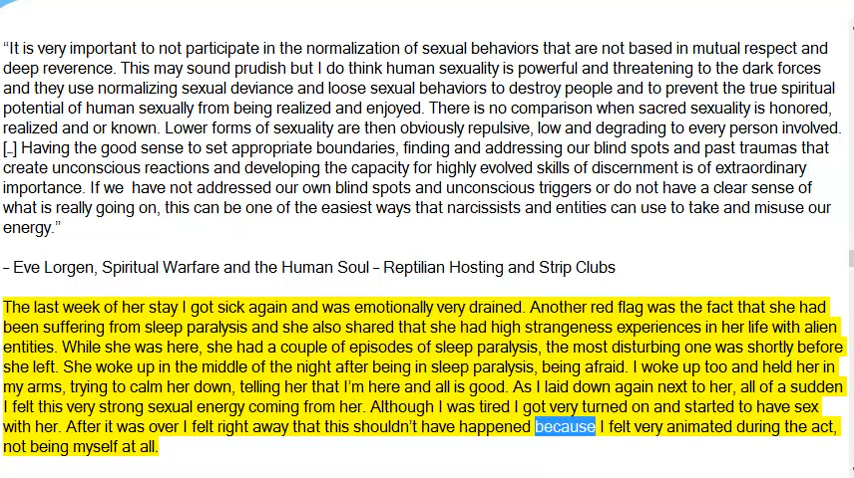 “It is very important to not participate in the normalization of sexual behaviors that are not based in mutual respect and
deep reverence. This may sound prudish but I do think human sexuality is powerful and threatening to the dark forces
and they use normalizing sexual deviance and loose sexual behaviors to destroy people and to prevent the true spiritual
potential of human sexually from being realized and enjoyed. There is no comparison when sacred sexuality is honored,
realized and or known. Lower forms of sexuality are then obviously repulsive, low and degrading to every person involved.
[..] Having the good sense to set appropriate boundaries, finding and addressing our blind spots and past traumas that
create unconscious reactions and developing the capacity for highly evolved skills of discernment is of extraordinary
importance. If we  have not addressed our own blind spots and unconscious triggers or do not have a clear sense of
what is really going on, this can be one of the easiest ways that narcissists and entities can use to take and misuse our
energy.”
– Eve Lorgen, Spiritual Warfare and the Human Soul – Reptilian Hosting and Strip Clubs
The last week of her stay I got sick again and was emotionally very drained. Another red flag was the fact that she had
been suffering from sleep paralysis and she also shared that she had high strangeness experiences in her life with alien
entities. While she was here, she had a couple of episodes of sleep paralysis, the most disturbing one was shortly before
she left. She woke up in the middle of the night after being in sleep paralysis, being afraid. I woke up too and held her in
my arms, trying to calm her down, telling her that I’m here and all is good. As I laid down again next to her, all of a sudden
I felt this very strong sexual energy coming from her. Although I was tired I got very turned on and started to have sex
with her. After it was over I felt right away that this shouldn’t have happened because I felt very animated during the act,
not being myself at all.